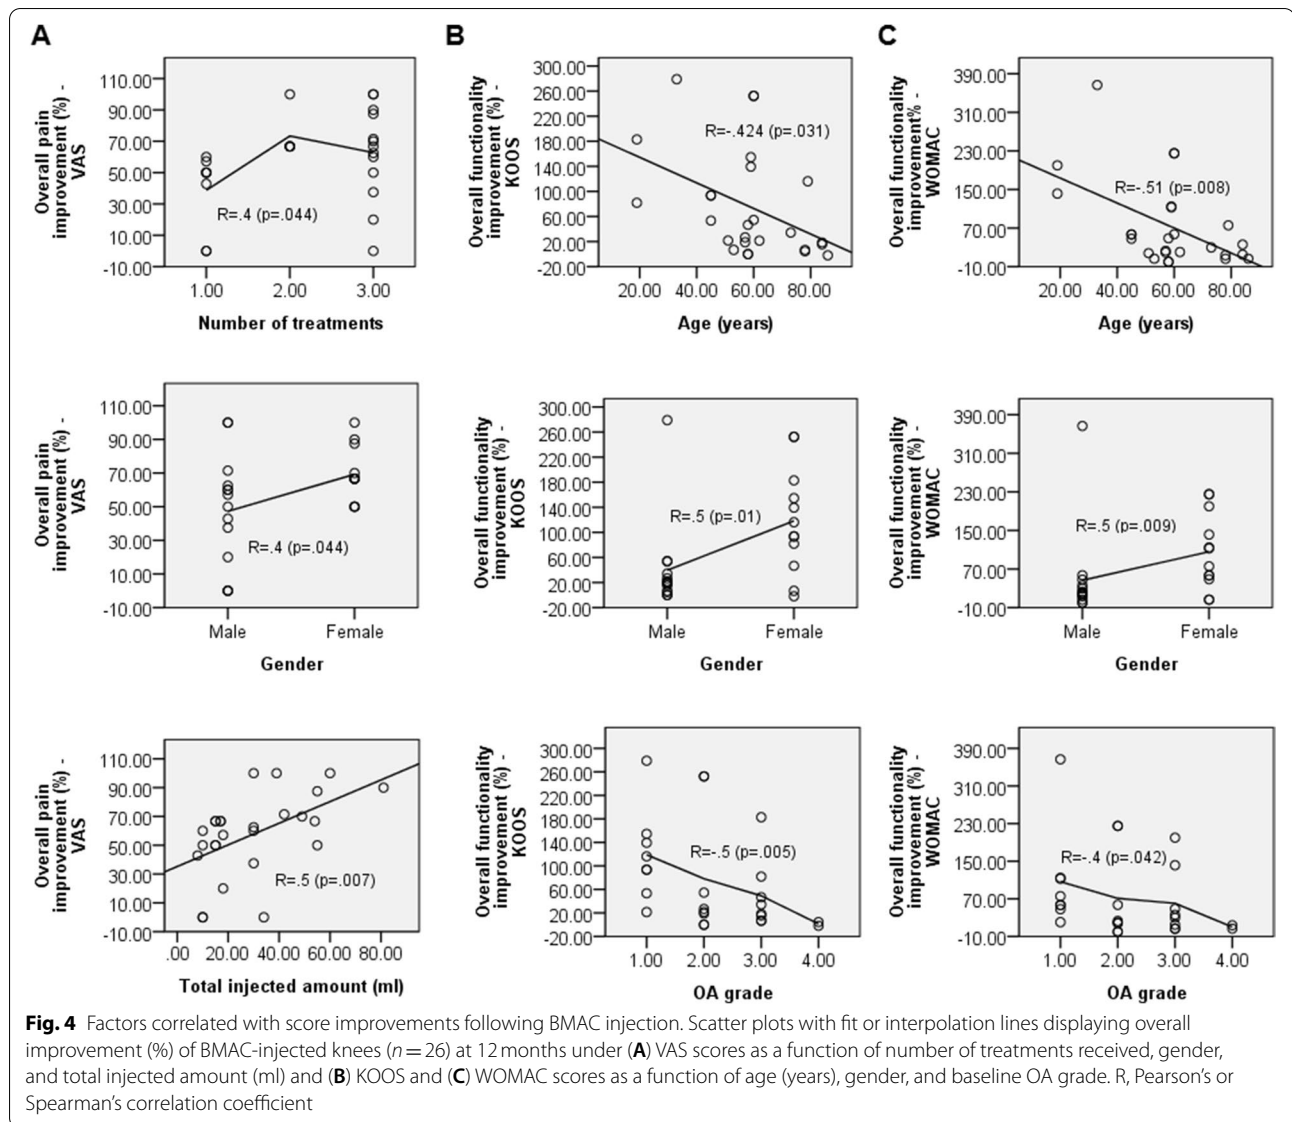 A
B
C
Overall pain
improvement (%) -
VAS
110.00
90.00
70.00
50.00
30.00
10.00
-10.00
R=.4 (p=.044)
1.00 2.00 3.00
Number of treatments
Overall functionality
improvement (%) -
KOOS
300.00
260.00
220.00
180.00
140.00
100.00
60.00
20.00
-20.00
R=-.424 (p=.031)
20.00 40.00 60.00 80.00
Age (years)
Overall functionality
improvement% -
WOMAC
390.00
310.00
230.00
150.00
70.00
-10.00
R=-.51 (p=.008)
20.00 40.00 60.00 80.00
Age (years)
Overall pain
improvement (%) -
VAS
110.00
90.00
70.00
50.00
30.00
10.00
-10.00
R=.4 (p=.044)
Male Female
Gender
Overall functionality
improvement (%) -
KOOS
300.00
260.00
220.00
180.00
140.00
100.00
60.00
20.00
-20.00
R=.5 (p=.01)
Male Female
Gender
Overall functionality
improvement (%) -
WOMAC
390.00
310.00
230.00
150.00
70.00
-10.00
R=.5 (p=.009)
Male Female
Gender
Overall pain
improvement (%) -
VAS
110.00
90.00
70.00
50.00
30.00
10.00
-10.00
R=.5 (p=.007)
.00 20.00 40.00 60.00 80.00
Total injected amount (ml)
Overall functionality
improvement (%) -
KOOS
300.00
260.00
220.00
180.00
140.00
100.00
60.00
20.00
-20.00
R=-.5 (p=.005)
1.00 2.00 3.00 4.00
OA grade
Overall functionality
improvement (%) -
WOMAC
390.00
310.00
230.00
150.00
70.00
-10.00
R=-.4 (p=.042)
1.00 2.00 3.00 4.00
OA grade
Fig. 4 Factors correlated with score improvements following BMAC injection. Scatter plots with fit or interpolation lines displaying overall
improvement (%) of BMAC-injected knees (n = 26) at 12 months under (A) VAS scores as a function of number of treatments received, gender,
and total injected amount (ml) and (B) KOOS and (C) WOMAC scores as a function of age (years), gender, and baseline OA grade. R, Pearson's or
Spearman's correlation coefficient